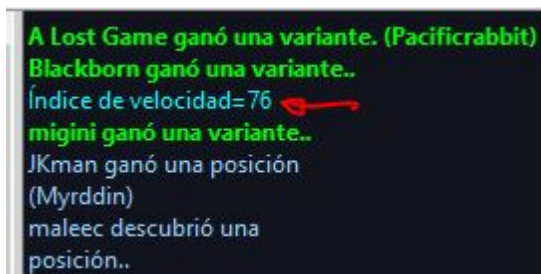 A Lost Game ganó una variante. (Pacificrabbit)
Blackborn ganó una variante..
Índice de velocidad=76
migini ganó una variante..
JKman ganó una posición
(Myrddin)
maleec descubrió una
posición..